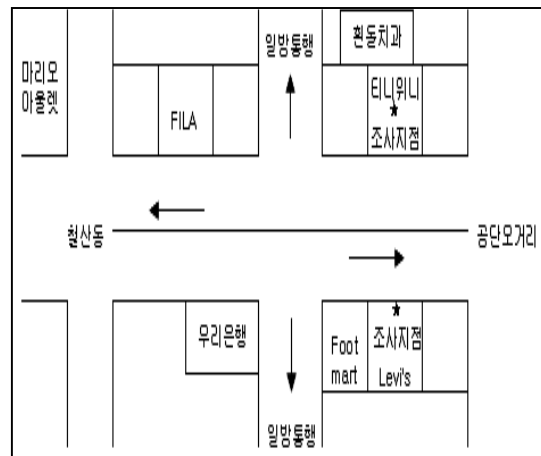 일방통행
흰돌치과
마리오
아울렛
FILA
티니위니
조사지점
철산동
공단오거리
우리은행
Foot
mart
조사지점
Levi's
일방통행